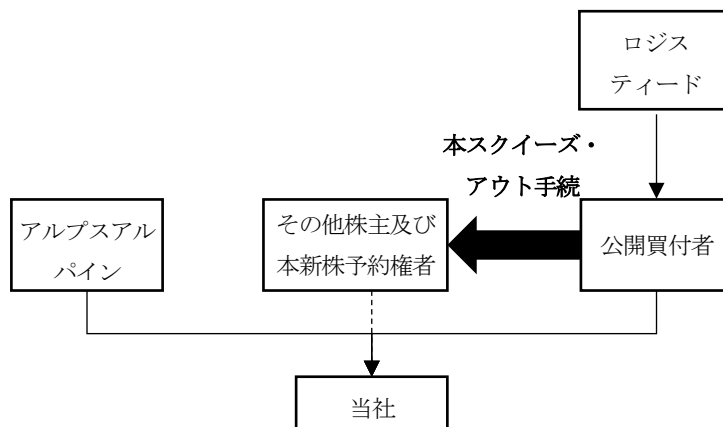 ロジス
ティード
本スクイーズ・
アウト手続
アルプスアル
パイン
その他株主及び
本新株予約権者
公開買付者
当社